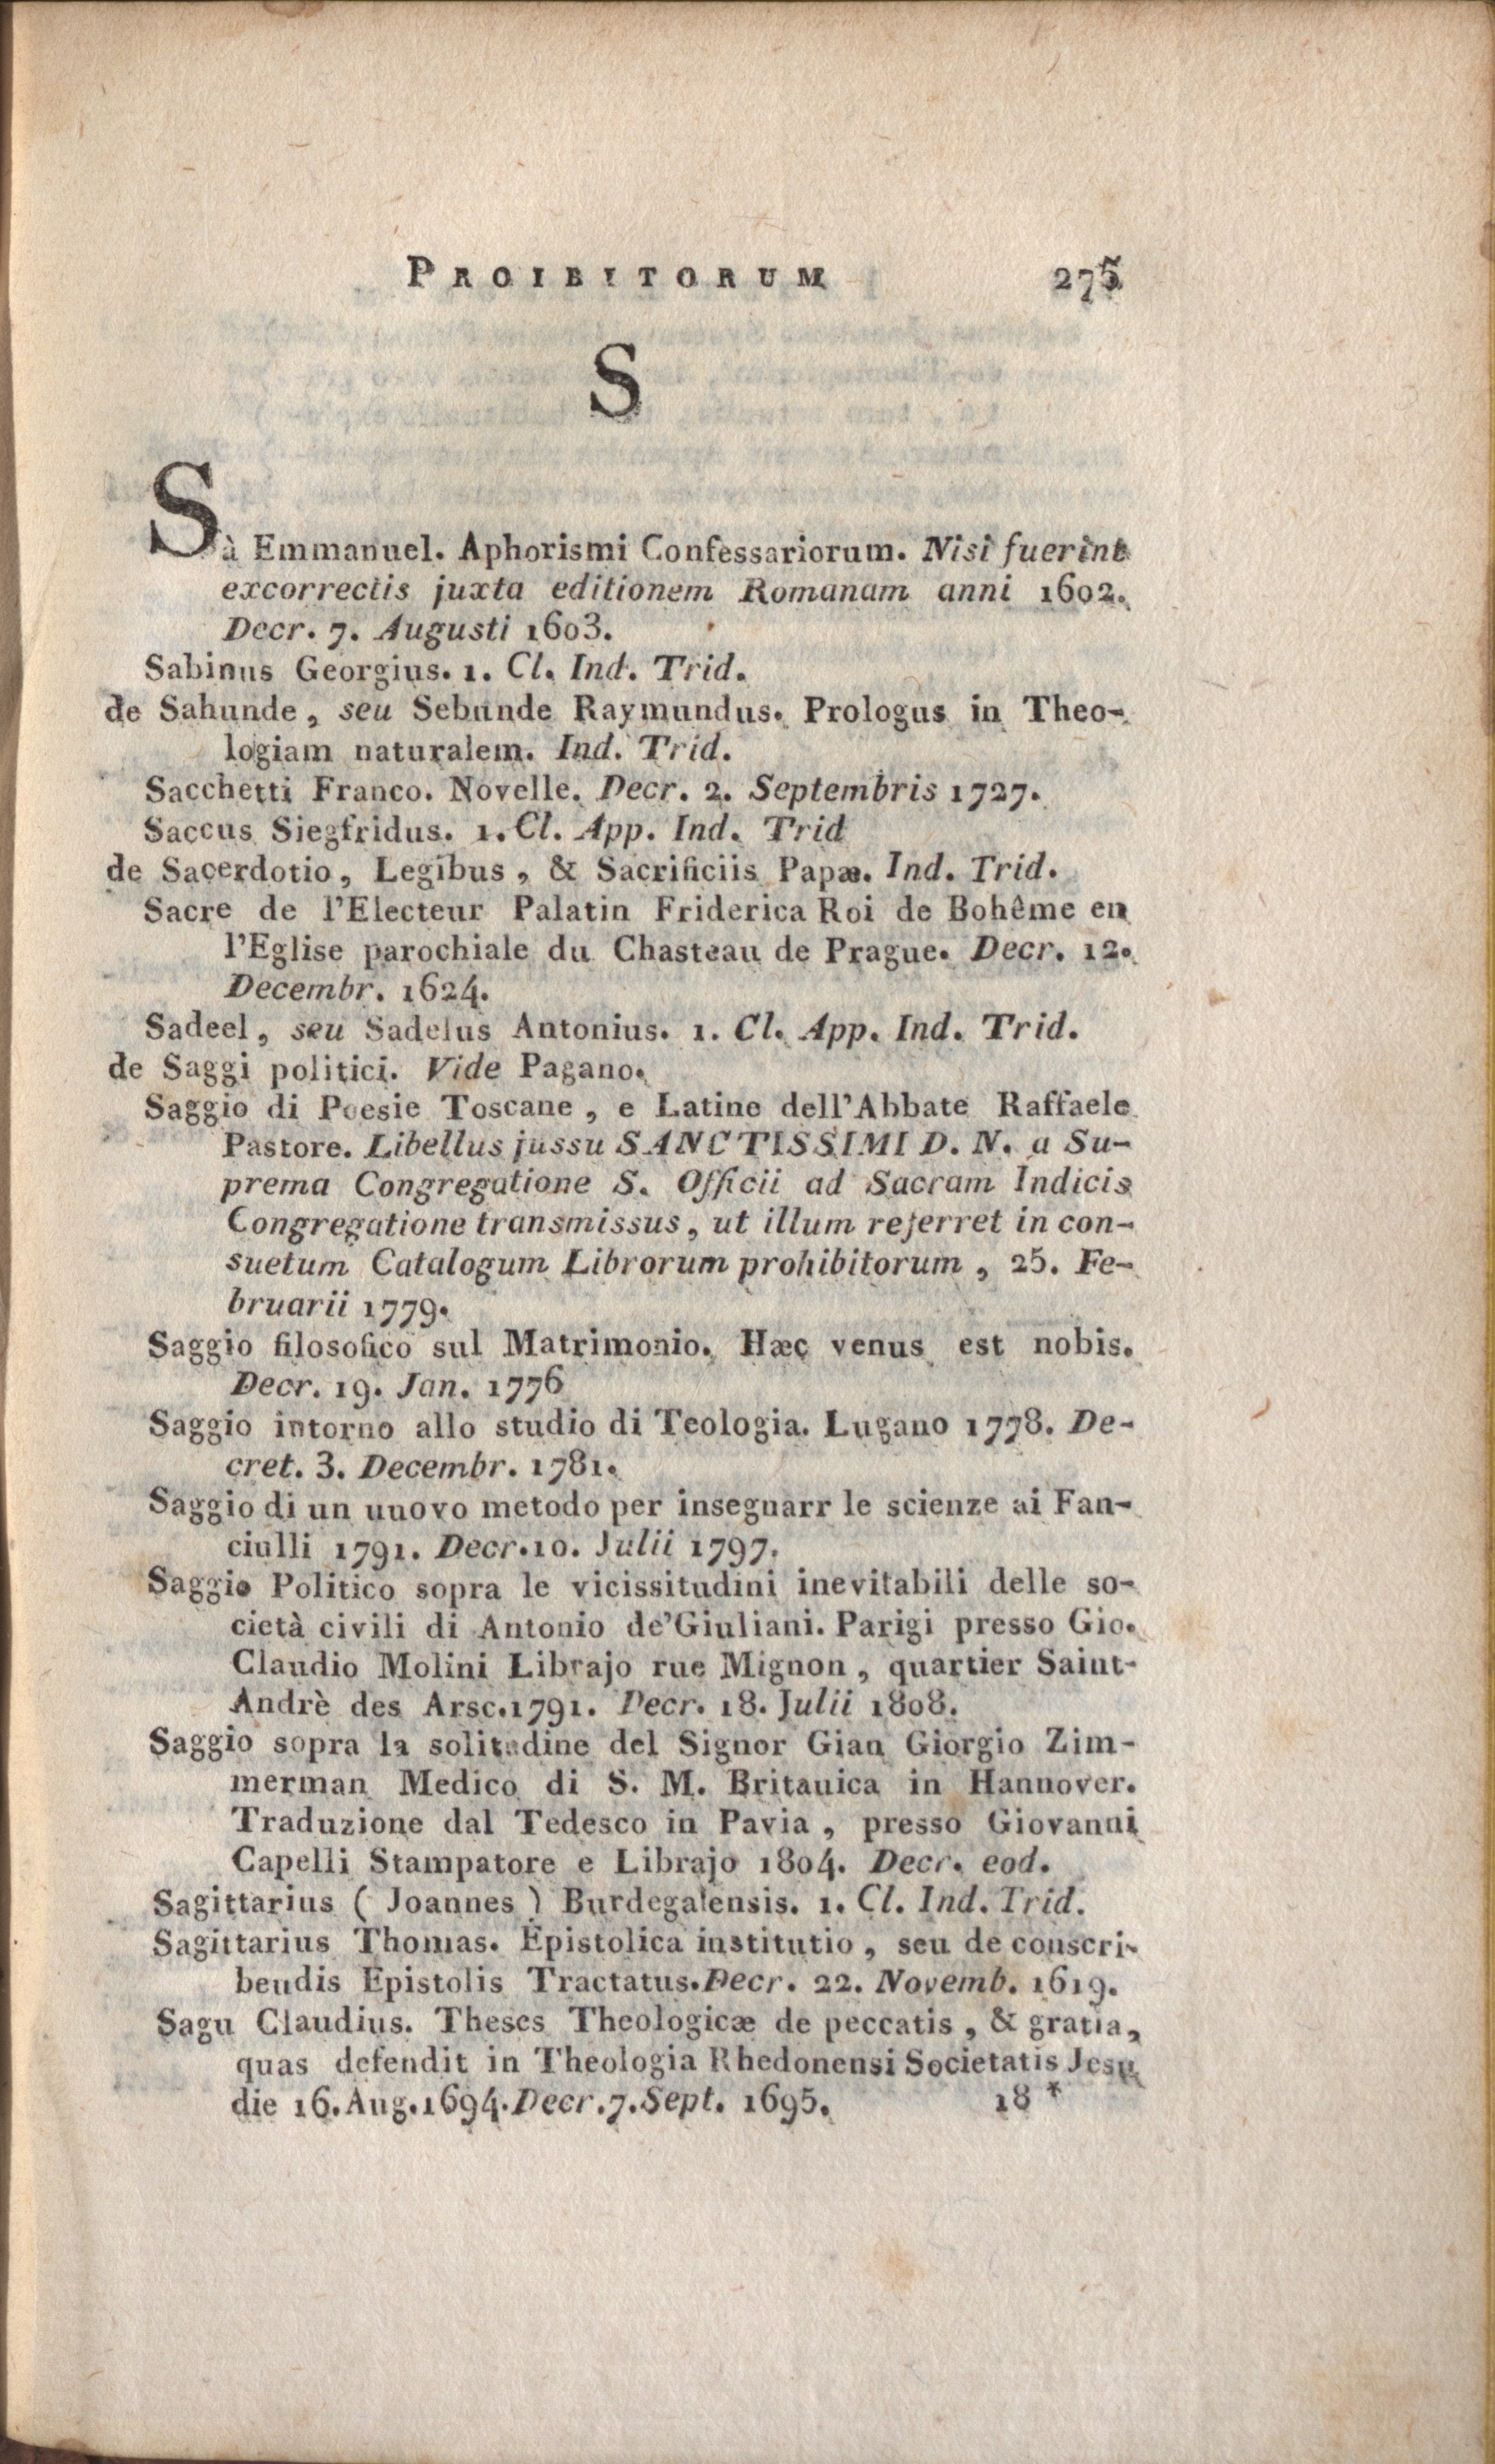 PROIBITORUM 275
S
Sà Emmanuel. Aphorismi Confessariorum. Nisi fuerint
excorrectis juxta editionem Romanam anni 1602.
Decr. 7. Augusti 1603.
Sabinus Georgius. 1. Cl. Ind. Trid.
de Sahunde, seu Sebunde Raymundus. Prologus in Theo-
logiam naturalem. Ind. Trid.
Sacchetti Franco. Novelle. Decr. 2. Septembris 1727.
Saccus Siegfridus. 1. Cl. App. Ind. Trid
de Sacerdotio, Legibus, & Sacrificiis Papæ. Ind. Trid.
Sacre de l'Electeur Palatin Friderica Roi de Bohême en
l'Eglise parochiale du Chasteau de Prague. Decr. 12.
Decembr. 1624.
Sadeel, seu Sadelus Antonius. 1. Cl. App. Ind. Trid.
de Saggi politici. Vide Pagano.
Saggio di Poesie Toscane, e Latine dell'Abbate Raffaele
Pastore. Libellus jussu SANCTISSIMI D. N. a Su-
prema Congregatione S. Officii ad Sacram Indicis
Congregatione transmissus, ut illum referret in con-
suetum Catalogum Librorum prohibitorum, 25. Fe-
bruarii 1779.
Saggio filosofico sul Matrimonio. Hæc venus est nobis.
Decr. 19. Jan. 1776
Saggio intorno allo studio di Teologia. Lugano 1778. De-
cret. 3. Decembr. 1781.
Saggio di un uuovo metodo per insegnarr le scienze ai Fan-
ciulli 1791. Decr. 10. Julii 1797.
Saggio Politico sopra le vicissitudini inevitabili delle so-
cietà civili di Antonio de'Giuliani. Parigi presso Gio.
Claudio Molini Librajo rue Mignon, quartier Saint-
Andrè des Arsc. 1791. Decr. 18. Julii 1808.
Saggio sopra la solitudine del Signor Gian Giorgio Zim-
merman Medico di S. M. Britanica in Hannover.
Traduzione dal Tedesco in Pavia, presso Giovanni
Capelli Stampatore e Librajo 1804. Decr. eod.
Sagittarius (Joannes) Burdegalensis. 1. Cl. Ind. Trid.
Sagittarius Thomas. Epistolica institutio, seu de conscri-
bendis Epistolis Tractatus. Decr. 22. Novemb. 1619.
Sagu Claudius. Theses Theologicæ de peccatis, & gratia,
quas defendit in Theologia Rhedonensi Societatis Jesu
die 16. Aug. 1694. Decr. 7. Sept. 1695. 18 *